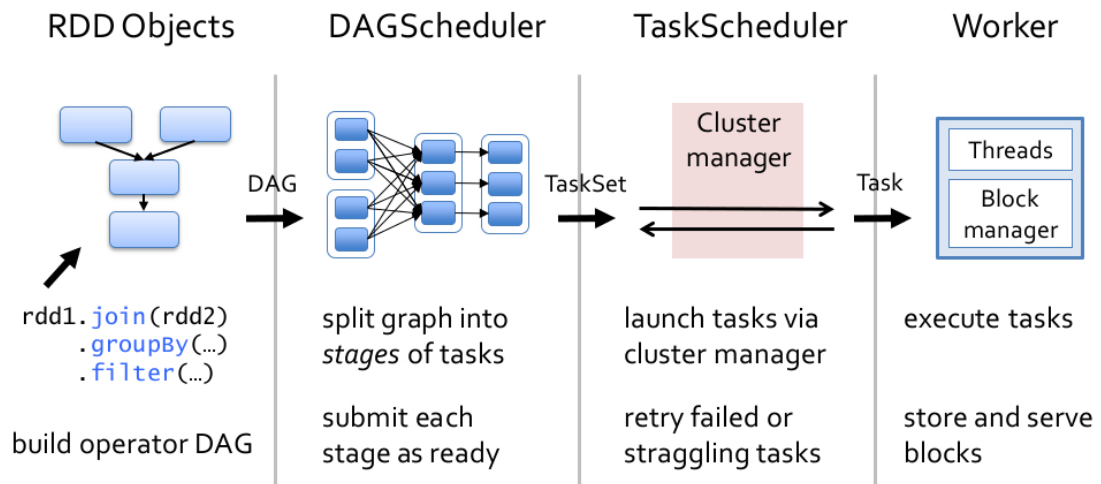 RDD Objects
DAGScheduler
TaskScheduler
Worker
DAG
TaskSet
Cluster
manager
Task
Threads
Block
manager
rdd1.join(rdd2)
.groupBy(…)
.filter(…)
build operator DAG
split graph into
stages of tasks
submit each
stage as ready
launch tasks via
cluster manager
retry failed or
straggling tasks
execute tasks
store and serve
blocks